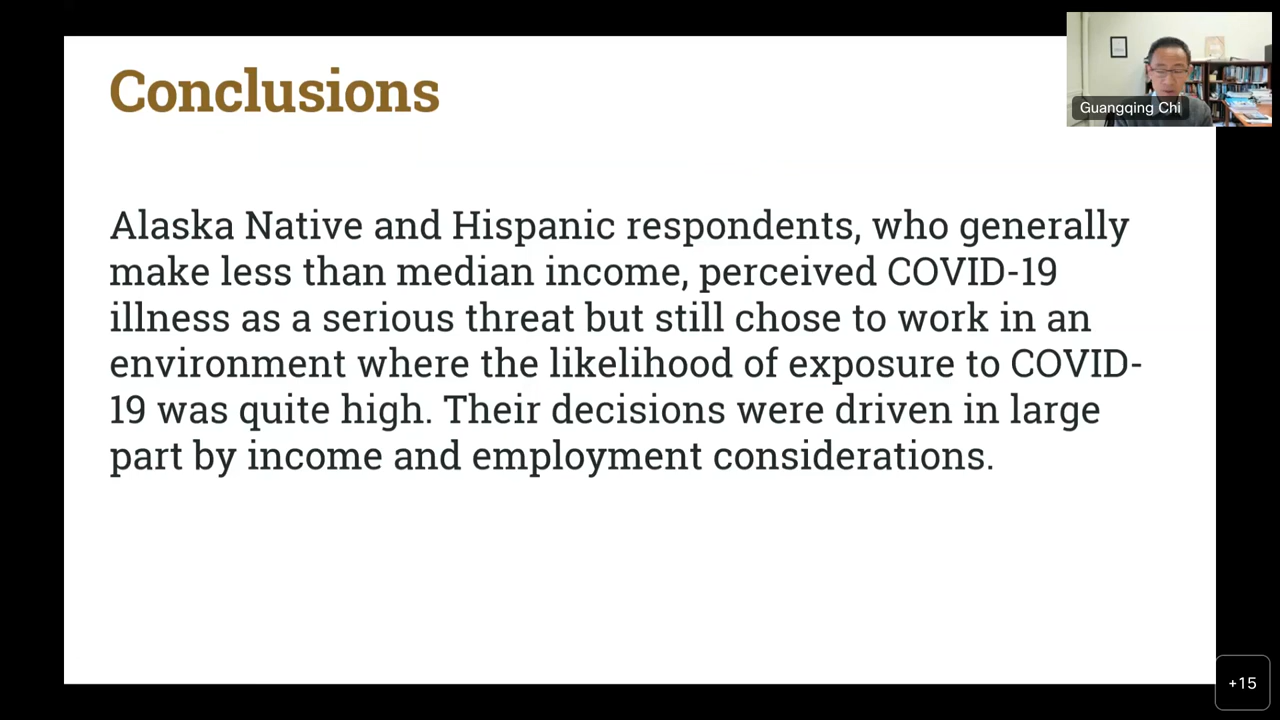 Conclusions
Guangqing Chi
Alaska Native and Hispanic respondents, who generally
make less than median income, perceived COVID-19
illness as a serious threat but still chose to work in an
environment where the likelihood of exposure to COVID-
19 was quite high. Their decisions were driven in large
part by income and employment considerations.
+15